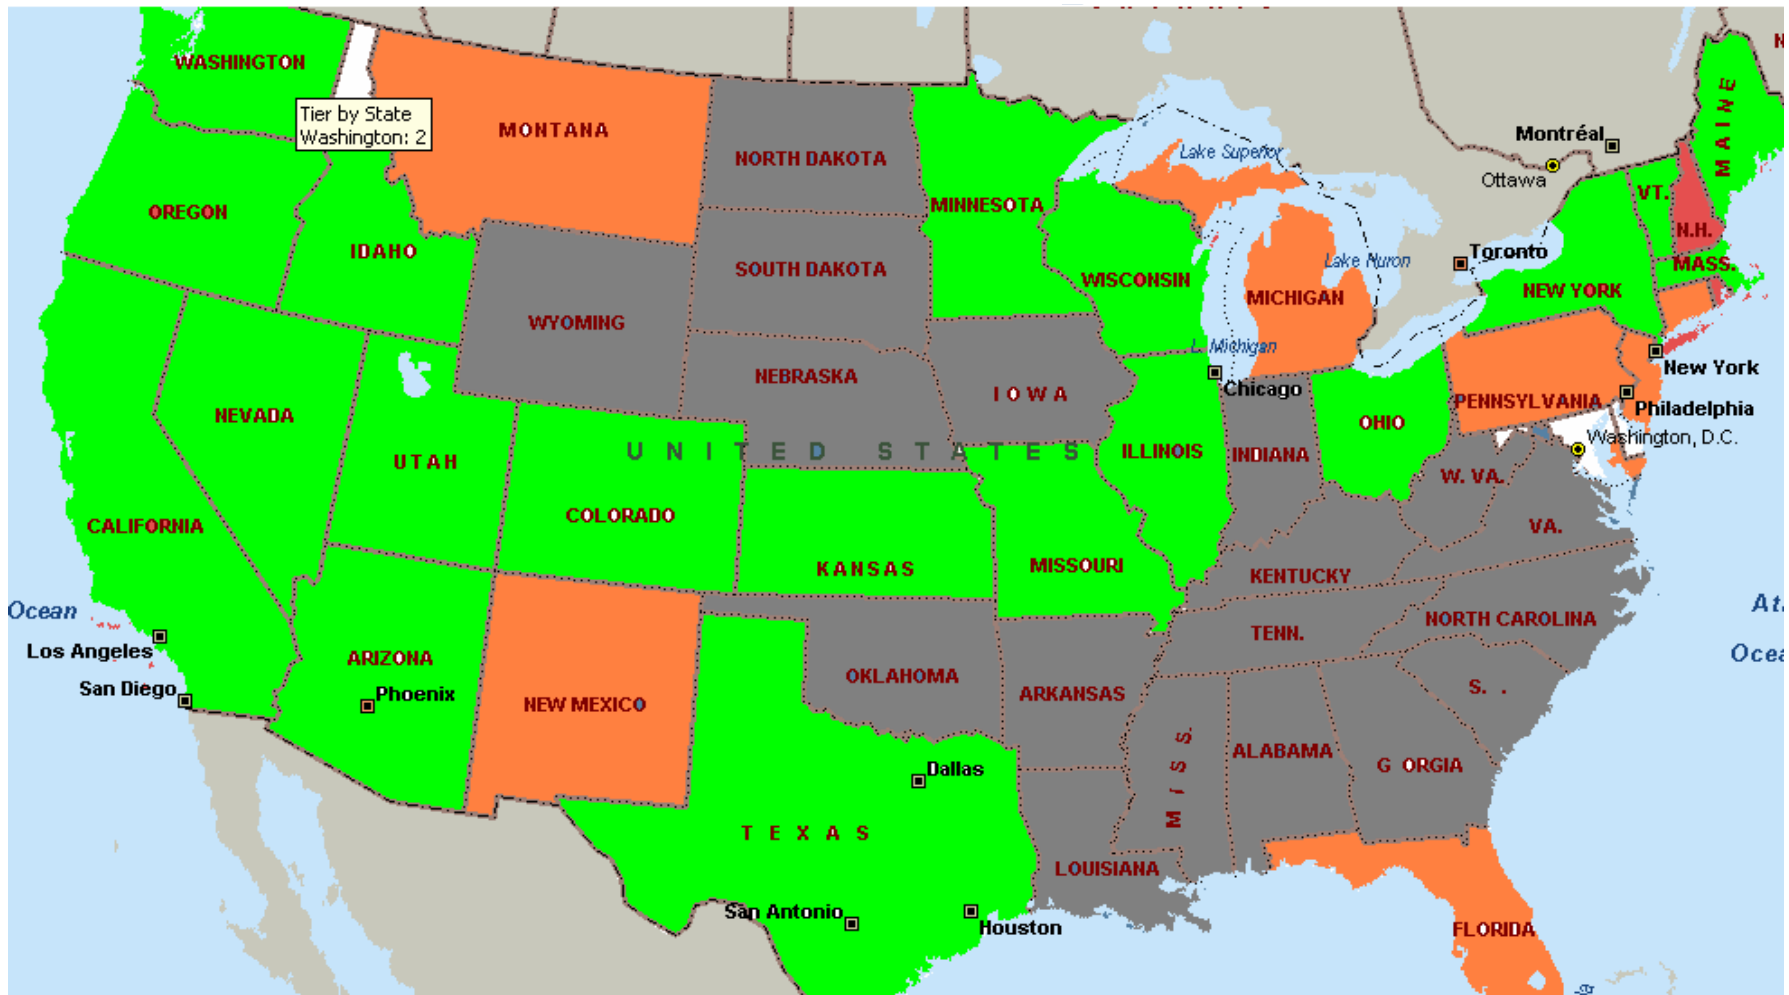 WASHINGTON
Tier by State
Washington: 2
MONTANA
NORTH DAKOTA
MINNESOTA
Lake Superior
Montréal
Ottawa
MAINE
VT.
N.H.
OREGON
IDAHO
SOUTH DAKOTA
WISCONSIN
MICHIGAN
Lake Huron
Toronto
MASS.
NEW YORK
WYOMING
L. Michigan
NEBRASKA
IOWA
Chicago
New York
PENNSYLVANIA
Philadelphia
NEVADA
UTAH
UNITED STATES
ILLINOIS
INDIANA
OHIO
Washington, D.C.
W. VA.
VA.
CALIFORNIA
COLORADO
KANSAS
MISSOURI
KENTUCKY
Ocean
Los Angeles
ARIZONA
TENN.
NORTH CAROLINA
At
Ocea
San Diego
Phoenix
NEW MEXICO
OKLAHOMA
ARKANSAS
S. .
Dallas
MISS.
ALABAMA
G ORGIA
TEXAS
LOUISIANA
San Antonio
Houston
FLORIDA